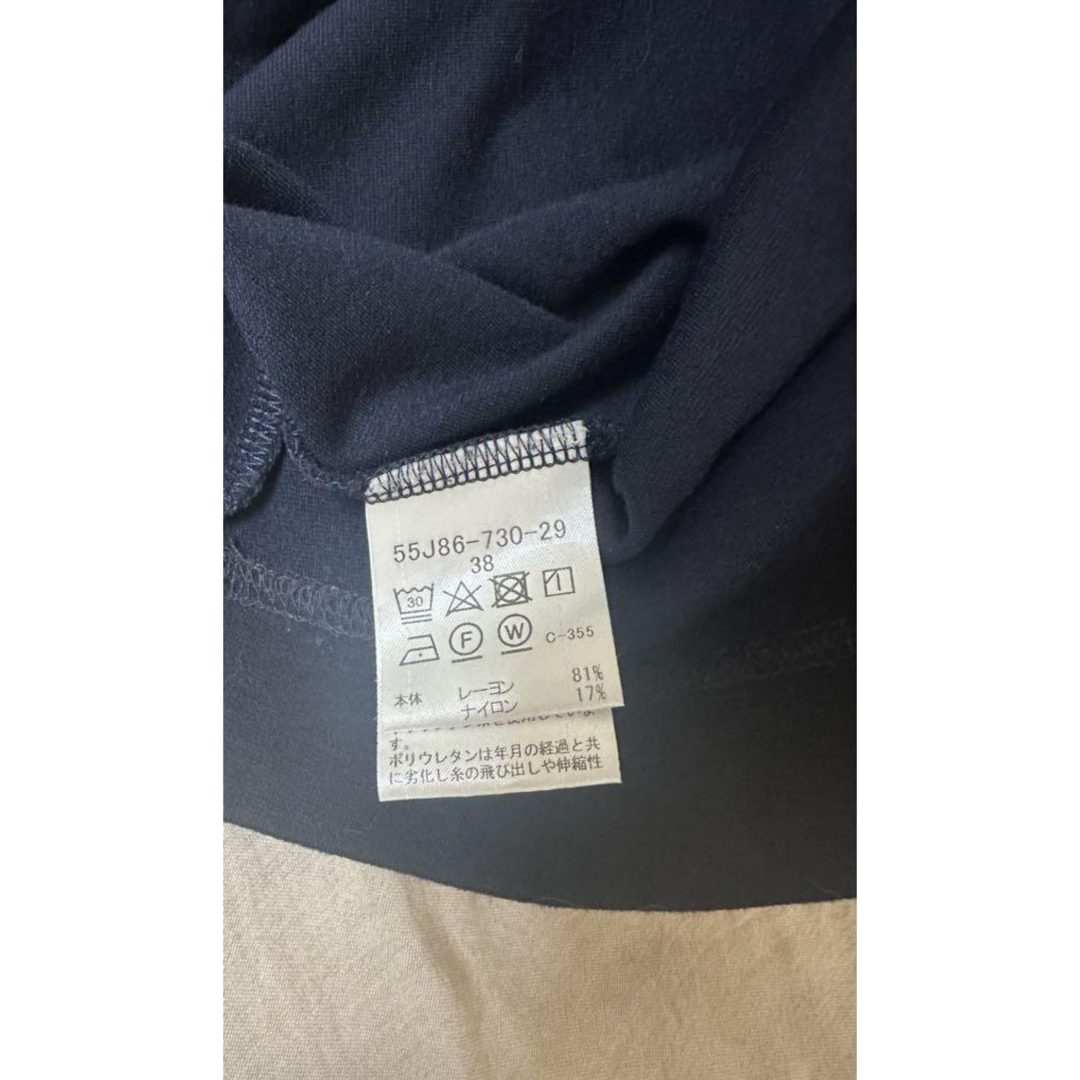 55J86-730-29
38
30
F W C-355
本体 レーヨン 81%
ナイロン 17%
す。
ポリウレタンは年月の経過と共
に劣化し糸の飛び出しや伸縮性